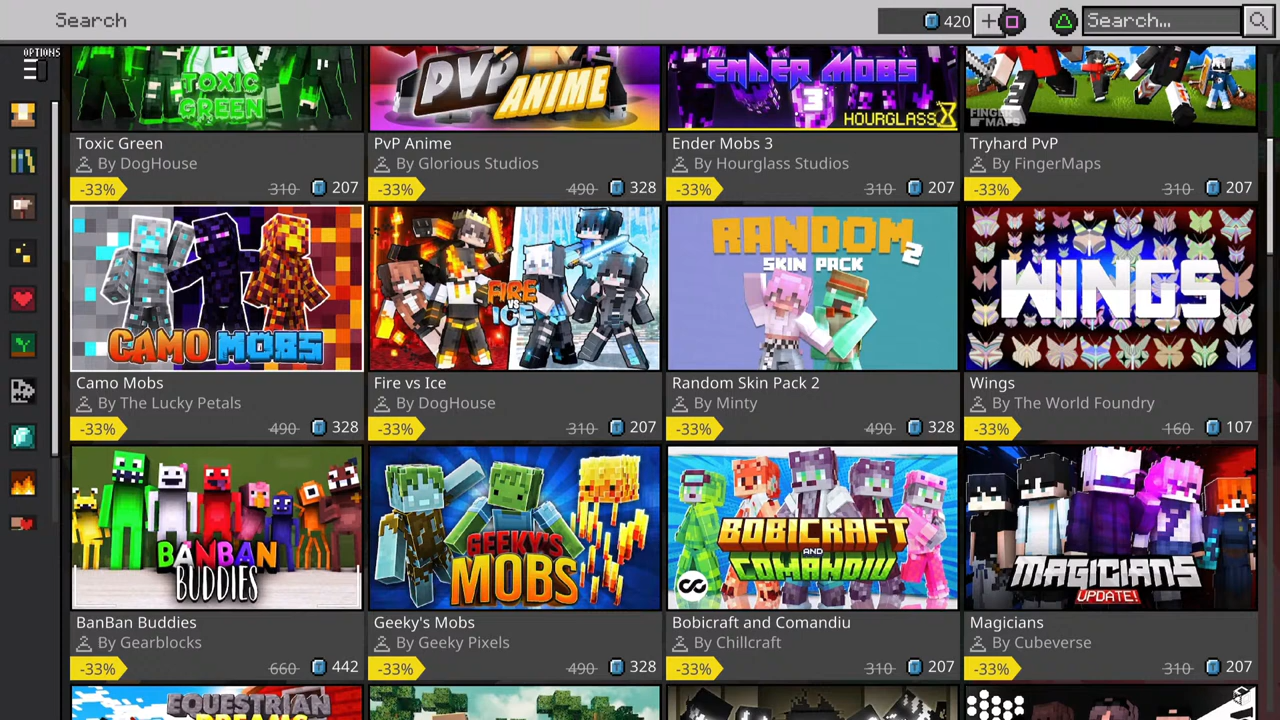 Search
420
Search...
OPTIONS
TOXIC
GREEN
PVP
ANIME
ENDER MOBS
3
HOURGLASS
FINGER
MAPS
Toxic Green
By DogHouse
-33% 310 207
PvP Anime
By Glorious Studios
-33% 490 328
Ender Mobs 3
By Hourglass Studios
-33% 310 207
Tryhard PvP
By FingerMaps
-33% 310 207
CAMO MOBS
FIRE
VS
ICE
RANDOM
2
SKIN PACK
WINGS
Camo Mobs
By The Lucky Petals
-33% 490 328
Fire vs Ice
By DogHouse
-33% 310 207
Random Skin Pack 2
By Minty
-33% 490 328
Wings
By The World Foundry
-33% 160 107
BANBAN
BUDDIES
GEEKY'S
MOBS
BOBICRAFT
AND
COMANDIU
MAGICIANS
UPDATE!
BanBan Buddies
By Gearblocks
-33% 660 442
Geeky's Mobs
By Geeky Pixels
-33% 490 328
Bobicraft and Comandiu
By Chillcraft
-33% 310 207
Magicians
By Cubeverse
-33% 310 207
EQUESTRIAN
DREAMS